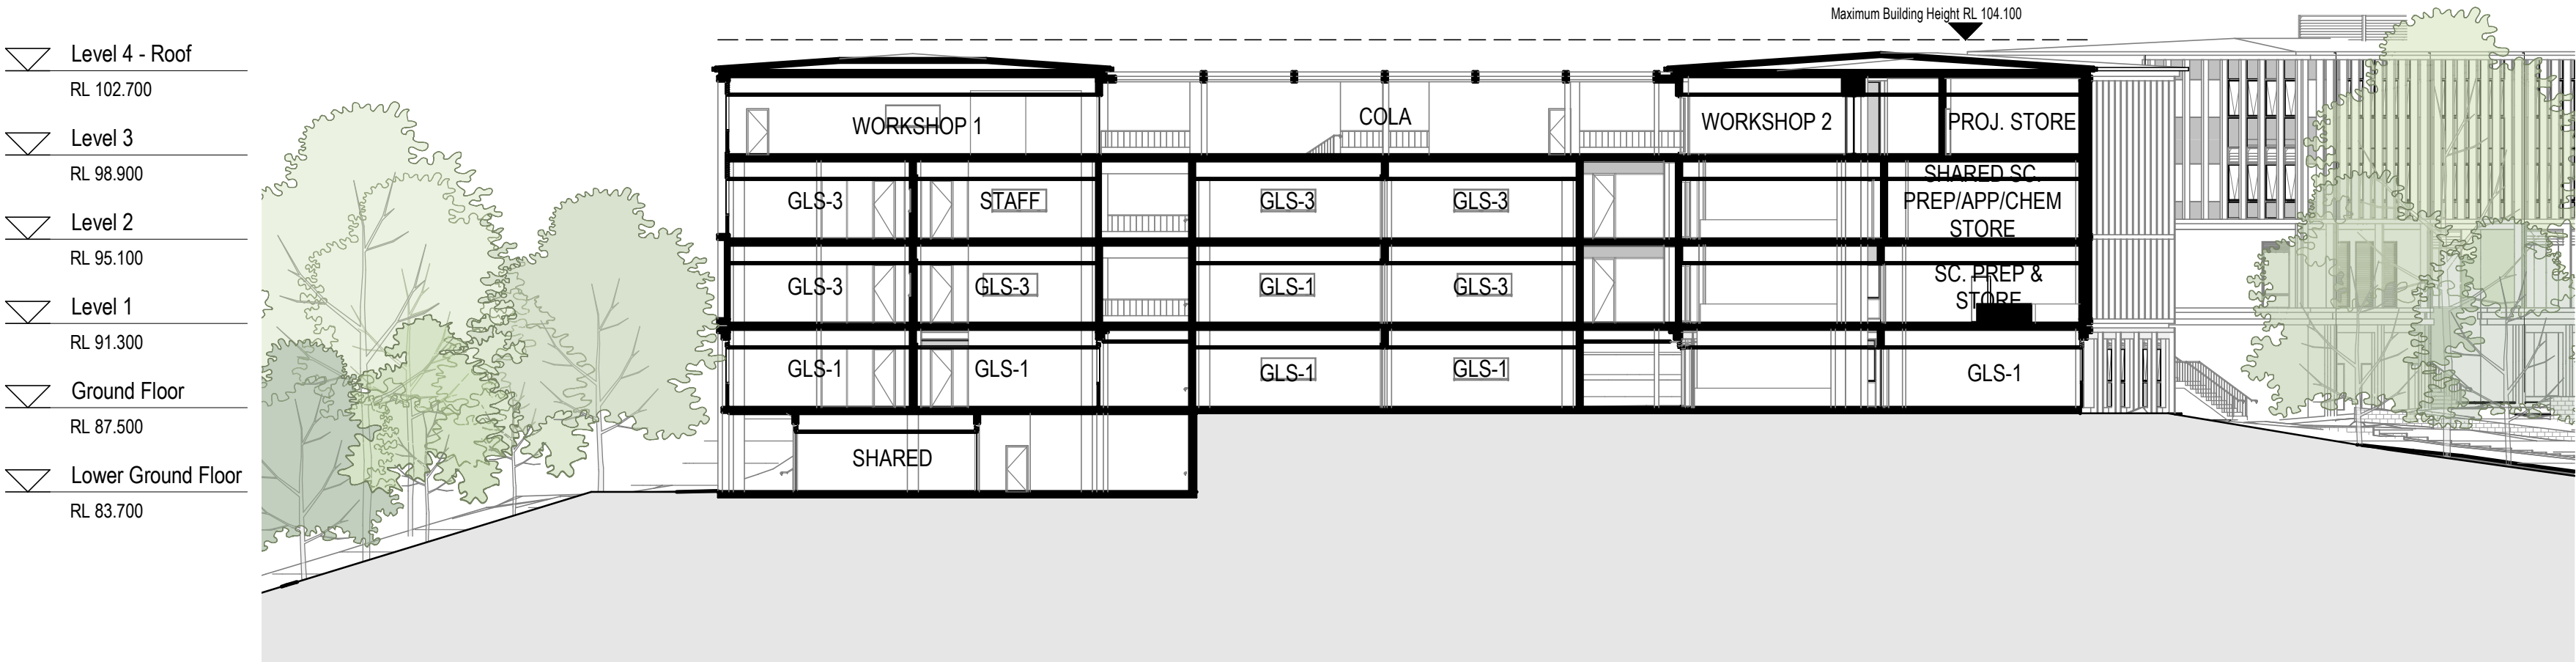 Maximum Building Height RL 104.100
Level 4 - Roof
RL 102.700
Level 3
RL 98.900
Level 2
RL 95.100
Level 1
RL 91.300
Ground Floor
RL 87.500
Lower Ground Floor
RL 83.700
WORKSHOP 1
COLA
WORKSHOP 2
PROJ. STORE
GLS-3
STAFF
GLS-3
GLS-3
SHARED SC.
PREP/APP/CHEM
STORE
GLS-3
GLS-3
GLS-1
GLS-3
SC. PREP &
STORE
GLS-1
GLS-1
GLS-1
GLS-1
GLS-1
SHARED